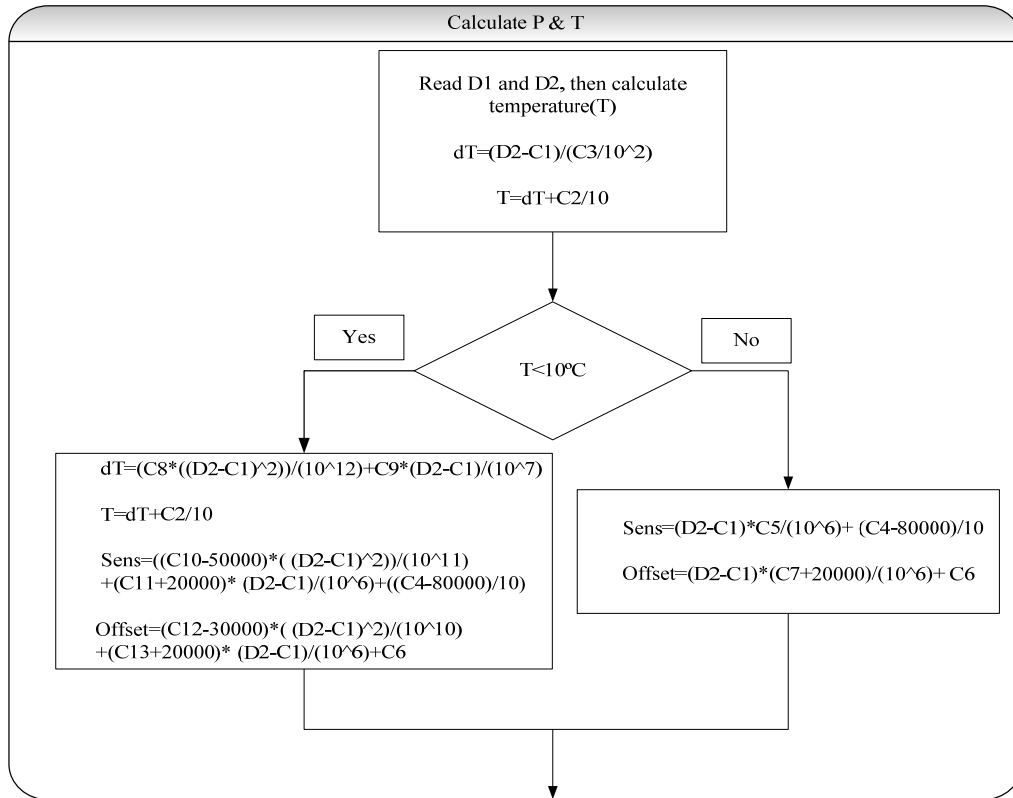 Calculate P & T
Read D1 and D2, then calculate
temperature(T)
dT=(D2-C1)/(C3/10^2)
T=dT+C2/10
Yes
No
T<10ºC
dT=(C8*((D2-C1)^2))/(10^12)+C9*(D2-C1)/(10^7)
T=dT+C2/10
Sens=((C10-50000)*( (D2-C1)^2))/(10^11)
+(C11+20000)* (D2-C1)/(10^6)+((C4-80000)/10)
Offset=(C12-30000)*( (D2-C1)^2)/(10^10)
+(C13+20000)* (D2-C1)/(10^6)+C6
Sens=(D2-C1)*C5/(10^6)+ (C4-80000)/10
Offset=(D2-C1)*(C7+20000)/(10^6)+ C6